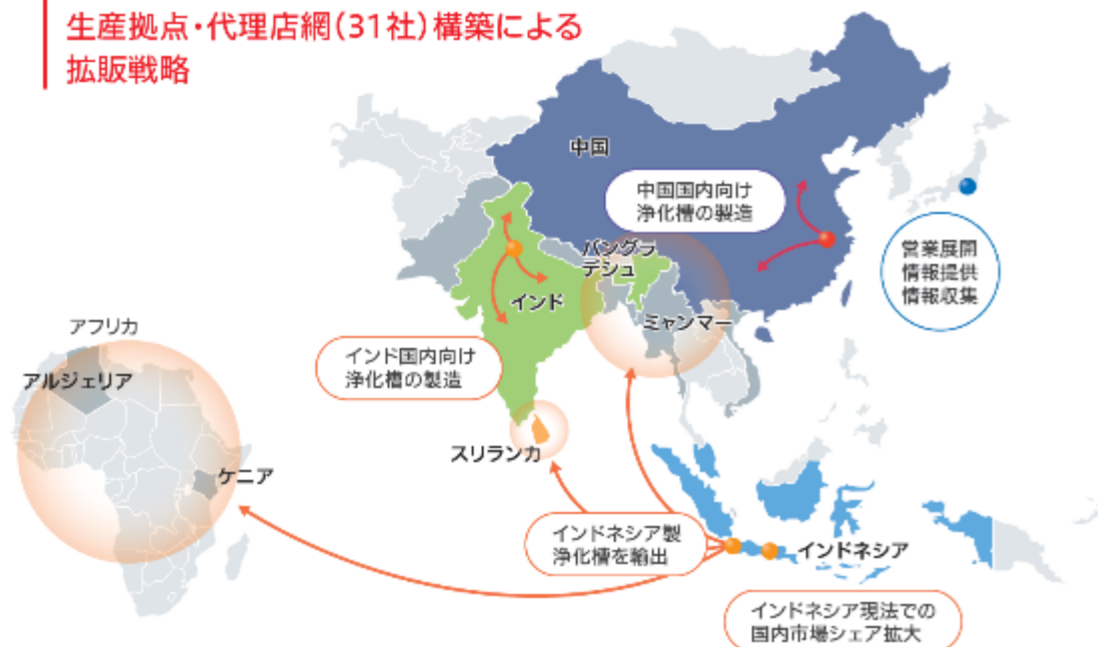 生産拠点・代理店網（31社）構築による
拡販戦略
中国
中国国内向け
浄化槽の製造
営業展開
情報提供
情報収集
バングラ
デシュ
インド
ミャンマー
アフリカ
アルジェリア
インド国内向け
浄化槽の製造
スリランカ
ケニア
インドネシア製
浄化槽を輸出
インドネシア
インドネシア現法での
国内市場シェア拡大